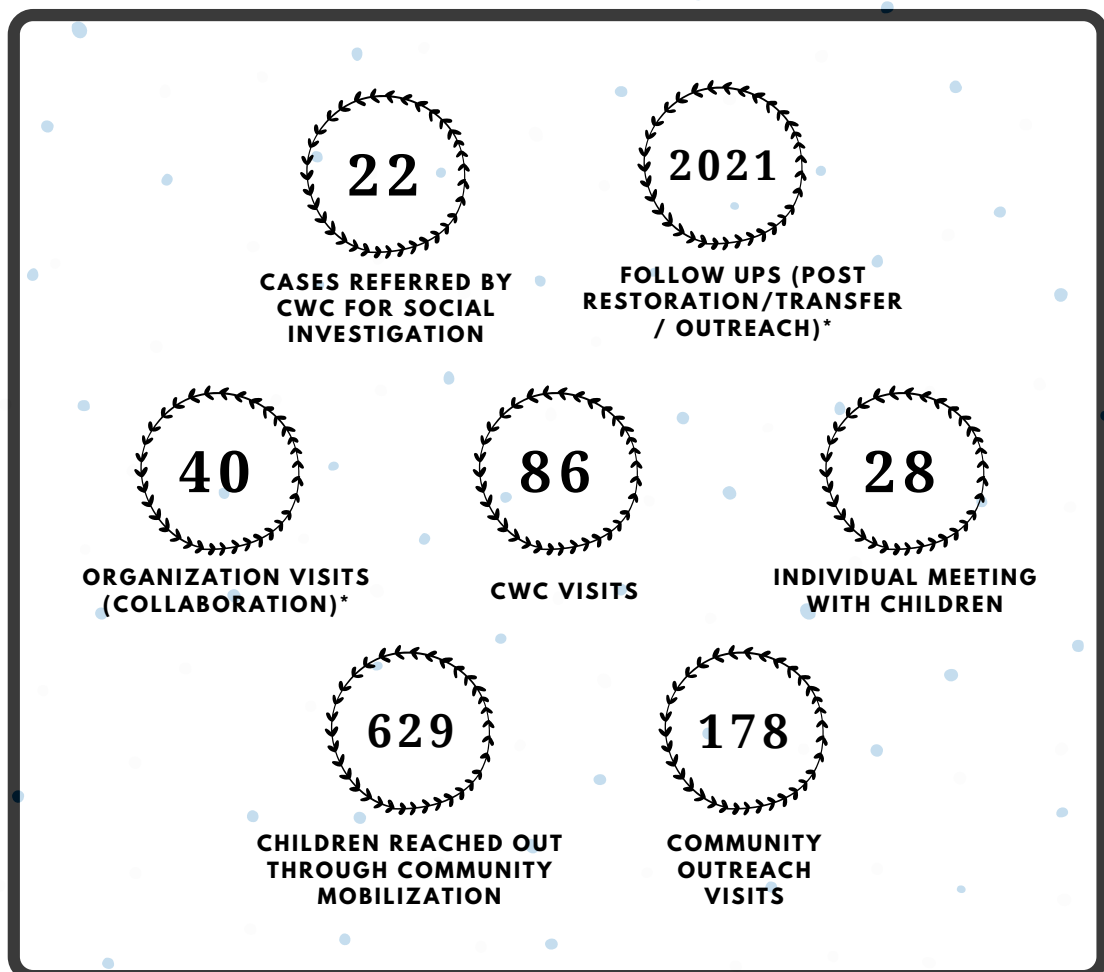 22
CASES REFERRED BY
CWC FOR SOCIAL
INVESTIGATION
2021
FOLLOW UPS (POST
RESTORATION/TRANSFER
/ OUTREACH)*
40
ORGANIZATION VISITS
(COLLABORATION)*
86
CWC VISITS
28
INDIVIDUAL MEETING
WITH CHILDREN
629
CHILDREN REACHED OUT
THROUGH COMMUNITY
MOBILIZATION
178
COMMUNITY
OUTREACH
VISITS